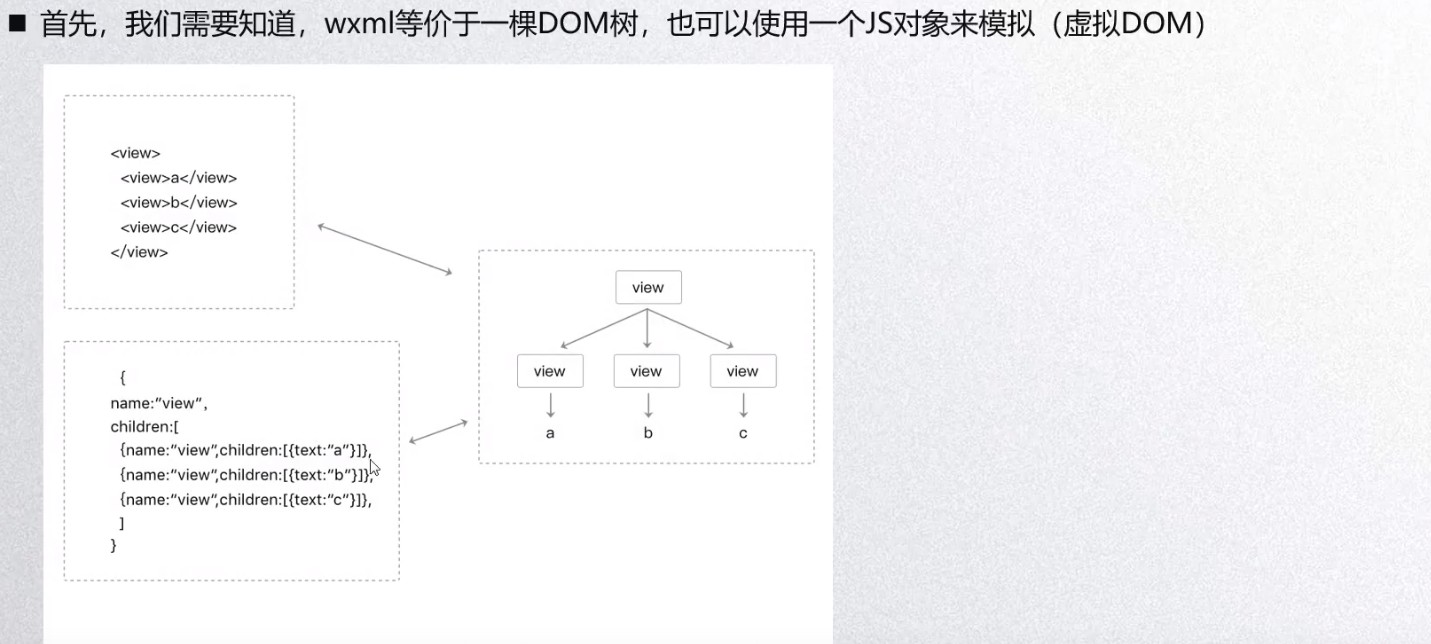 ■ 首先，我们需要知道，wxml等价于一棵DOM树，也可以使用一个JS对象来模拟（虚拟DOM）
<view>
<view>a</view>
<view>b</view>
<view>c</view>
</view>
{
name:“view”,
children:[
{name:“view”,children:[{text:“a”}]},
{name:“view”,children:[{text:“b”}]},
{name:“view”,children:[{text:“c”}]},
]
}
view
view view view
a b c